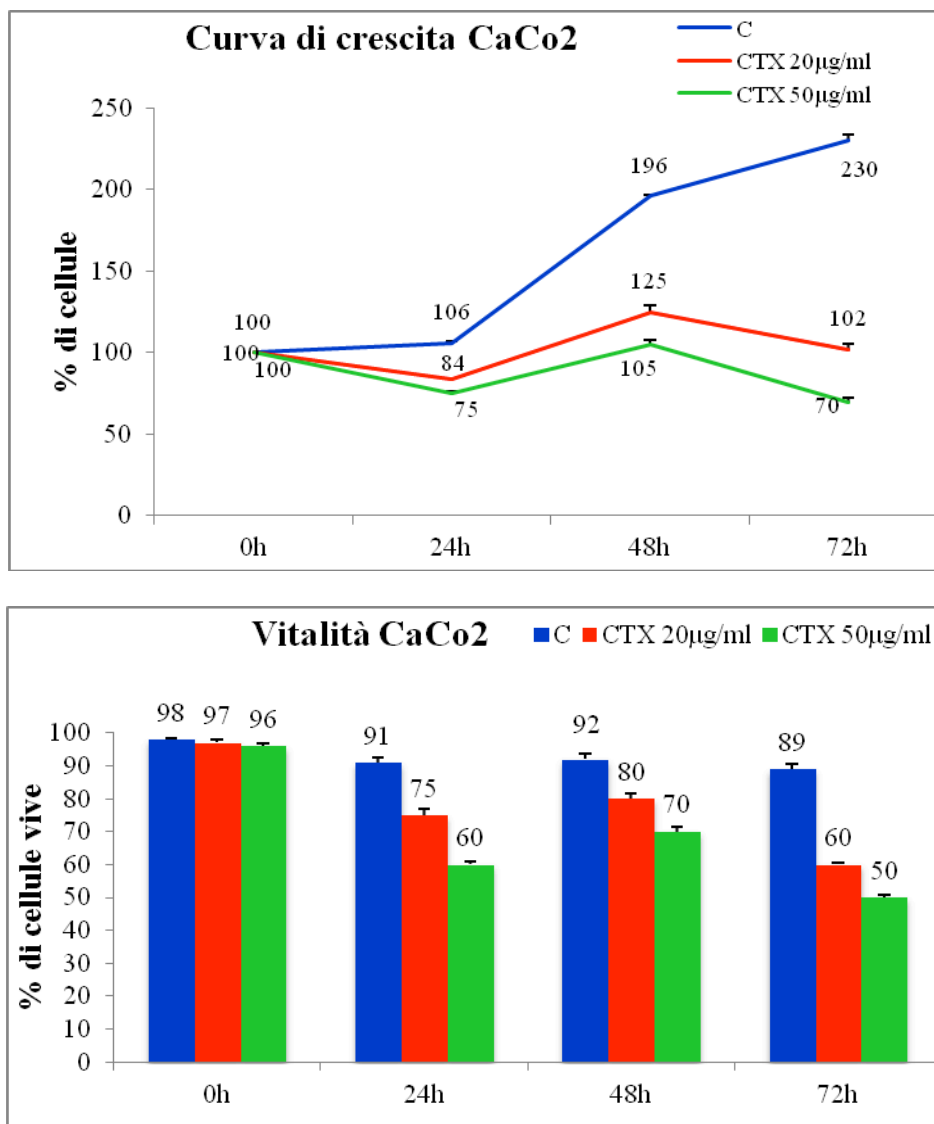 Curva di crescita CaCo2
C
CTX 20µg/ml
CTX 50µg/ml
% di cellule
250
200
150
100
50
0
100
100
100
106
84
75
196
125
105
230
102
70
0h 24h 48h 72h
Vitalità CaCo2
C CTX 20µg/ml CTX 50µg/ml
% di cellule vive
100
90
80
70
60
50
40
30
20
10
0
98 97 96
91 75 60
92 80 70
89 60 50
0h 24h 48h 72h